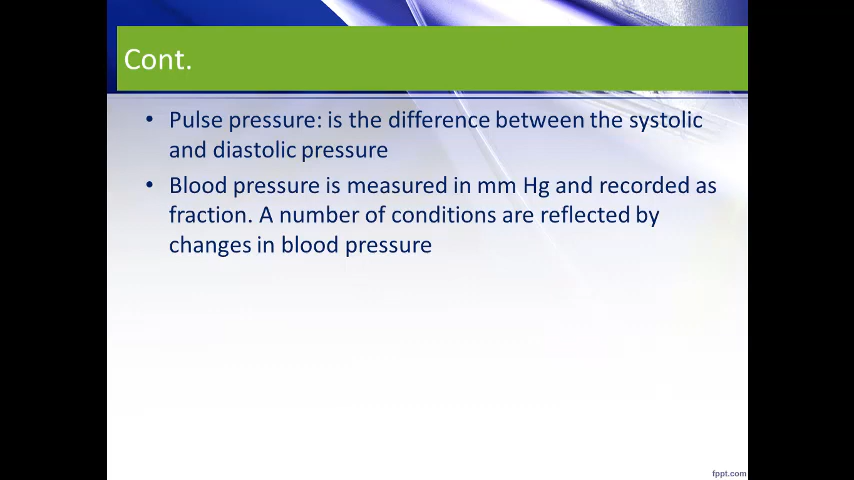 Cont.
• Pulse pressure: is the difference between the systolic
and diastolic pressure
• Blood pressure is measured in mm Hg and recorded as
fraction. A number of conditions are reflected by
changes in blood pressure
fppt.com